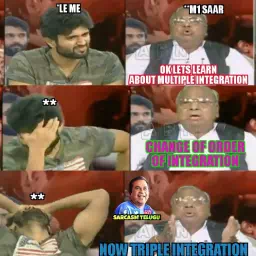 'LE ME
M1 SAAR
OK LETS LEARN
ABOUT MULTIPLE INTEGRATION
**
CHANGE OF ORDER
OF INTEGRATION
**
SARCASM TELUGU
NOW TRIPLE INTEGRATION